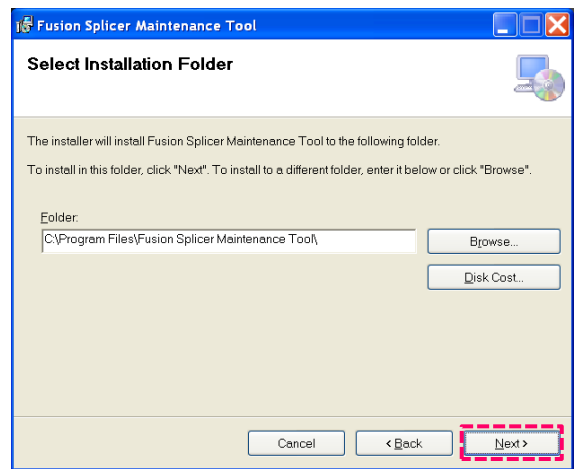 Fusion Splicer Maintenance Tool
Select Installation Folder
The installer will install Fusion Splicer Maintenance Tool to the following folder.
To install in this folder, click "Next". To install to a different folder, enter it below or click "Browse".
Folder:
C:\Program Files\Fusion Splicer Maintenance Tool\
Browse...
Disk Cost...
Cancel
< Back
Next >